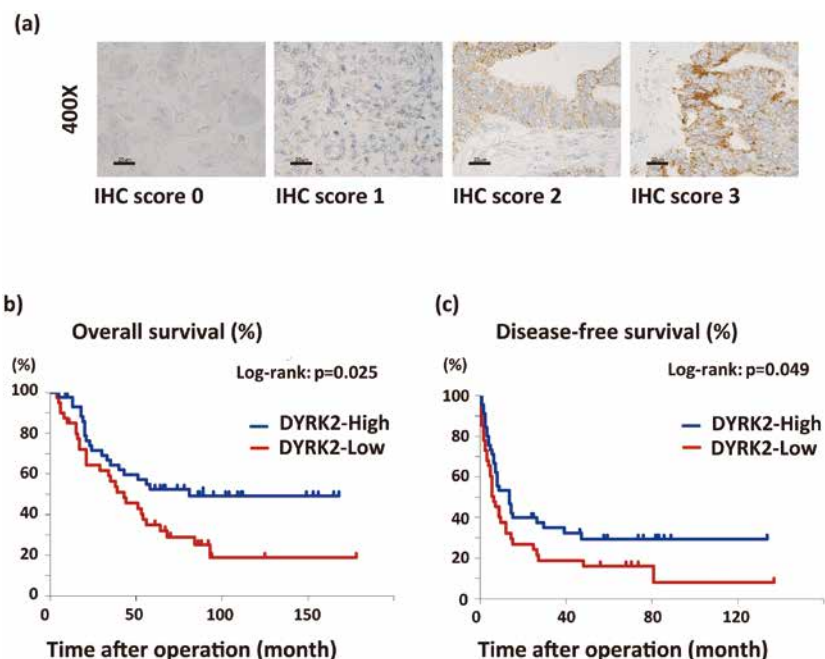 (a)
400X
IHC score 0
IHC score 1
IHC score 2
IHC score 3
b)
Overall survival (%)
(%)
Log-rank: p=0.025
100
80
60
40
20
0
DYRK2-High
DYRK2-Low
0
50
100
150
Time after operation (month)
(c)
Disease-free survival (%)
(%)
Log-rank: p=0.049
100
80
60
40
20
0
DYRK2-High
DYRK2-Low
0
40
80
120
Time after operation (month)